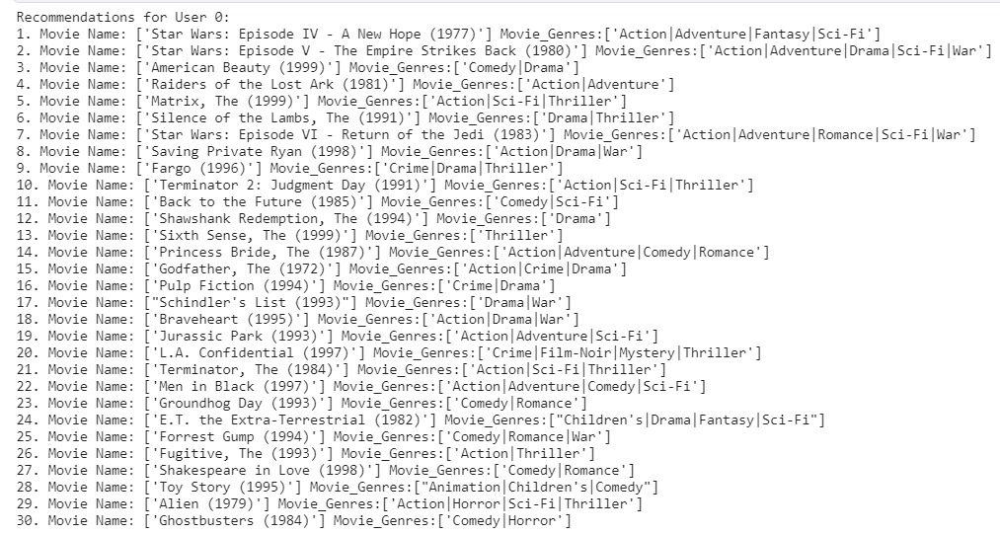 Recommendations for User 0:
1. Movie Name: ['Star Wars: Episode IV - A New Hope (1977)'] Movie_Genres:['Action|Adventure|Fantasy|Sci-Fi']
2. Movie Name: ['Star Wars: Episode V - The Empire Strikes Back (1980)'] Movie_Genres:['Action|Adventure|Drama|Sci-Fi|War']
3. Movie Name: ['American Beauty (1999)'] Movie_Genres:['Comedy|Drama']
4. Movie Name: ['Raiders of the Lost Ark (1981)'] Movie_Genres:['Action|Adventure']
5. Movie Name: ['Matrix, The (1999)'] Movie_Genres:['Action|Sci-Fi|Thriller']
6. Movie Name: ['Silence of the Lambs, The (1991)'] Movie_Genres:['Drama|Thriller']
7. Movie Name: ['Star Wars: Episode VI - Return of the Jedi (1983)'] Movie_Genres:['Action|Adventure|Romance|Sci-Fi|War']
8. Movie Name: ['Saving Private Ryan (1998)'] Movie_Genres:['Action|Drama|War']
9. Movie Name: ['Fargo (1996)'] Movie_Genres:['Crime|Drama|Thriller']
10. Movie Name: ['Terminator 2: Judgment Day (1991)'] Movie_Genres:['Action|Sci-Fi|Thriller']
11. Movie Name: ['Back to the Future (1985)'] Movie_Genres:['Comedy|Sci-Fi']
12. Movie Name: ['Shawshank Redemption, The (1994)'] Movie_Genres:['Drama']
13. Movie Name: ['Sixth Sense, The (1999)'] Movie_Genres:['Thriller']
14. Movie Name: ['Princess Bride, The (1987)'] Movie_Genres:['Action|Adventure|Comedy|Romance']
15. Movie Name: ['Godfather, The (1972)'] Movie_Genres:['Action|Crime|Drama']
16. Movie Name: ['Pulp Fiction (1994)'] Movie_Genres:['Crime|Drama']
17. Movie Name: ["Schindler's List (1993)"] Movie_Genres:['Drama|War']
18. Movie Name: ['Braveheart (1995)'] Movie_Genres:['Action|Drama|War']
19. Movie Name: ['Jurassic Park (1993)'] Movie_Genres:['Action|Adventure|Sci-Fi']
20. Movie Name: ['L.A. Confidential (1997)'] Movie_Genres:['Crime|Film-Noir|Mystery|Thriller']
21. Movie Name: ['Terminator, The (1984)'] Movie_Genres:['Action|Sci-Fi|Thriller']
22. Movie Name: ['Men in Black (1997)'] Movie_Genres:['Action|Adventure|Comedy|Sci-Fi']
23. Movie Name: ['Groundhog Day (1993)'] Movie_Genres:['Comedy|Romance']
24. Movie Name: ['E.T. the Extra-Terrestrial (1982)'] Movie_Genres:["Children's|Drama|Fantasy|Sci-Fi"]
25. Movie Name: ['Forrest Gump (1994)'] Movie_Genres:['Comedy|Romance|War']
26. Movie Name: ['Fugitive, The (1993)'] Movie_Genres:['Action|Thriller']
27. Movie Name: ['Shakespeare in Love (1998)'] Movie_Genres:['Comedy|Romance']
28. Movie Name: ['Toy Story (1995)'] Movie_Genres:["Animation|Children's|Comedy"]
29. Movie Name: ['Alien (1979)'] Movie_Genres:['Action|Horror|Sci-Fi|Thriller']
30. Movie Name: ['Ghostbusters (1984)'] Movie_Genres:['Comedy|Horror']